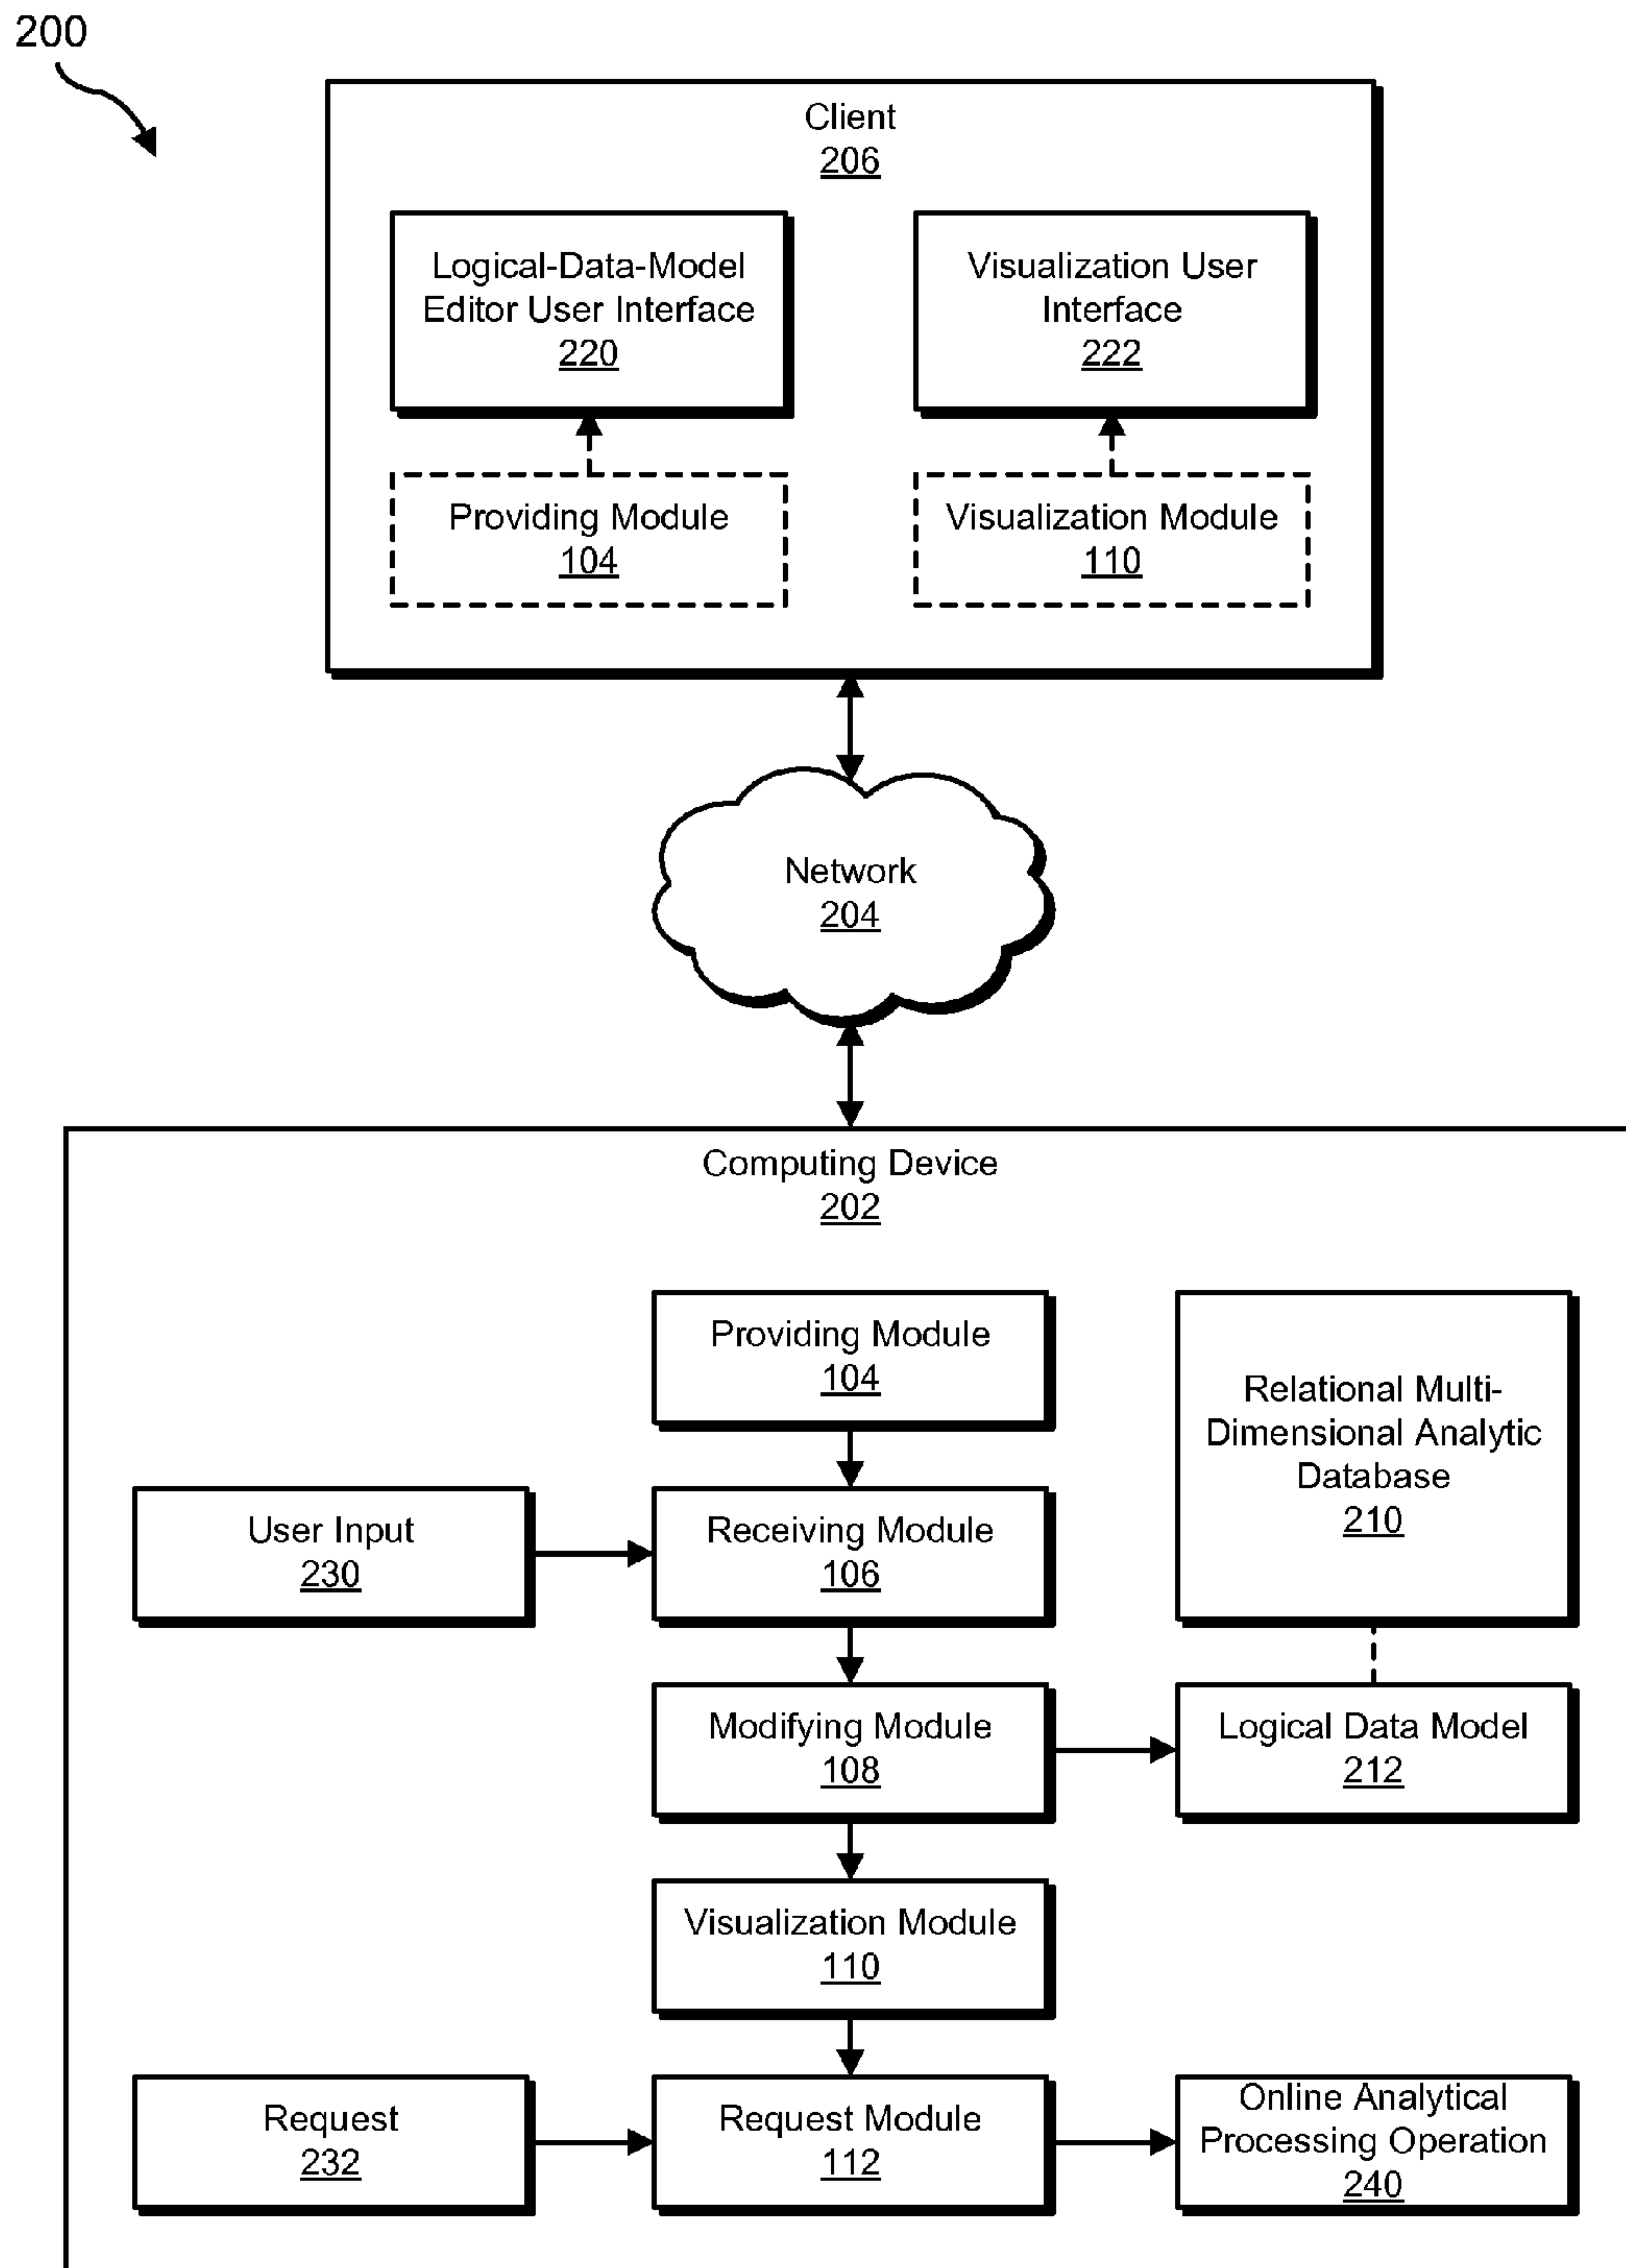 200
Client
206
Logical-Data-Model
Editor User Interface
220
Visualization User
Interface
222
Providing Module
104
Visualization Module
110
Network
204
Computing Device
202
Providing Module
104
Relational Multi-
Dimensional Analytic
Database
210
User Input
230
Receiving Module
106
Modifying Module
108
Logical Data Model
212
Visualization Module
110
Request
232
Request Module
112
Online Analytical
Processing Operation
240